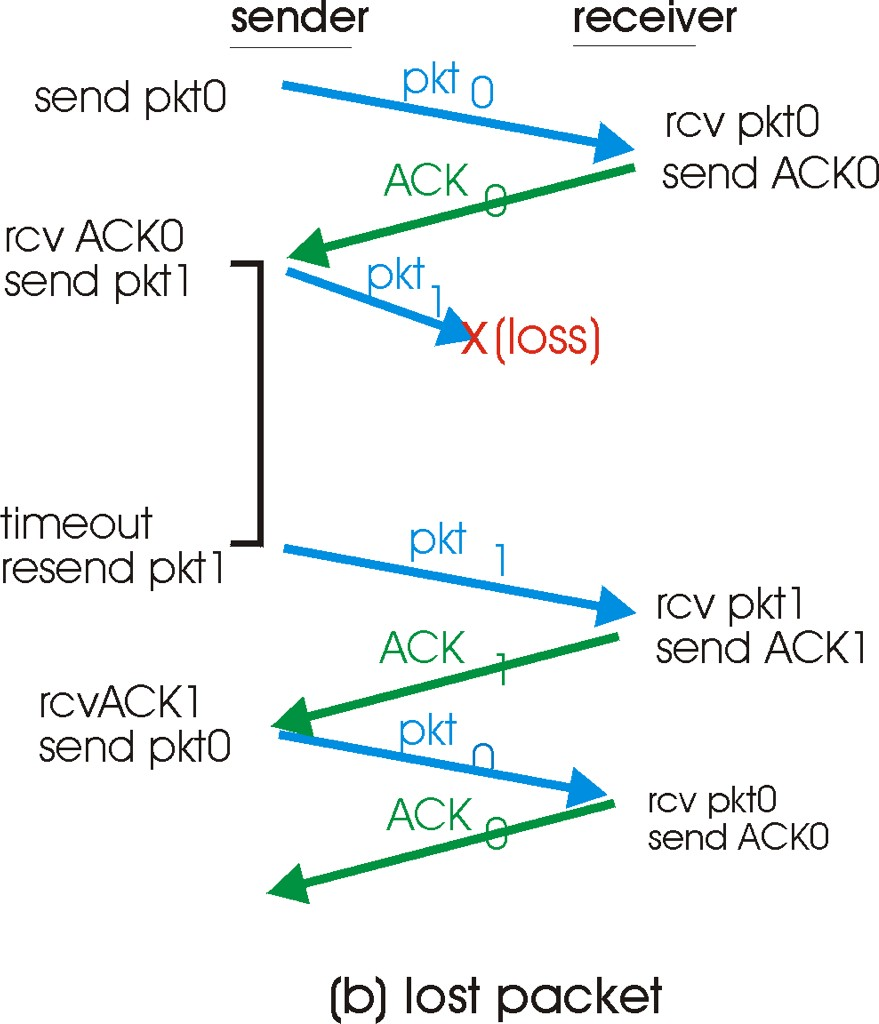 sender receiver
send pkt0
pkt 0
rcv pkt0
send ACK0
ACK 0
rcv ACK0
send pkt1
pkt 1
X (loss)
timeout
resend pkt1
pkt 1
rcv pkt1
send ACK1
ACK 1
rcvACK1
send pkt0
pkt 0
rcv pkt0
send ACK0
ACK 0
(b) lost packet